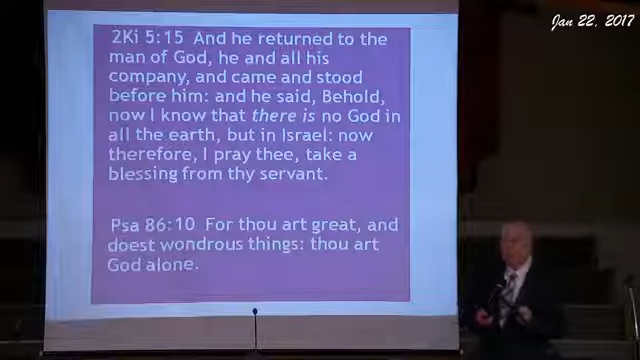 Jan 22, 2017
2Ki 5:15 And he returned to the
man of God, he and all his
company, and came and stood
before him: and he said, Behold,
now I know that there is no God in
all the earth, but in Israel: now
therefore, I pray thee, take a
blessing from thy servant.
Psa 86:10 For thou art great, and
doest wondrous things: thou art
God alone.